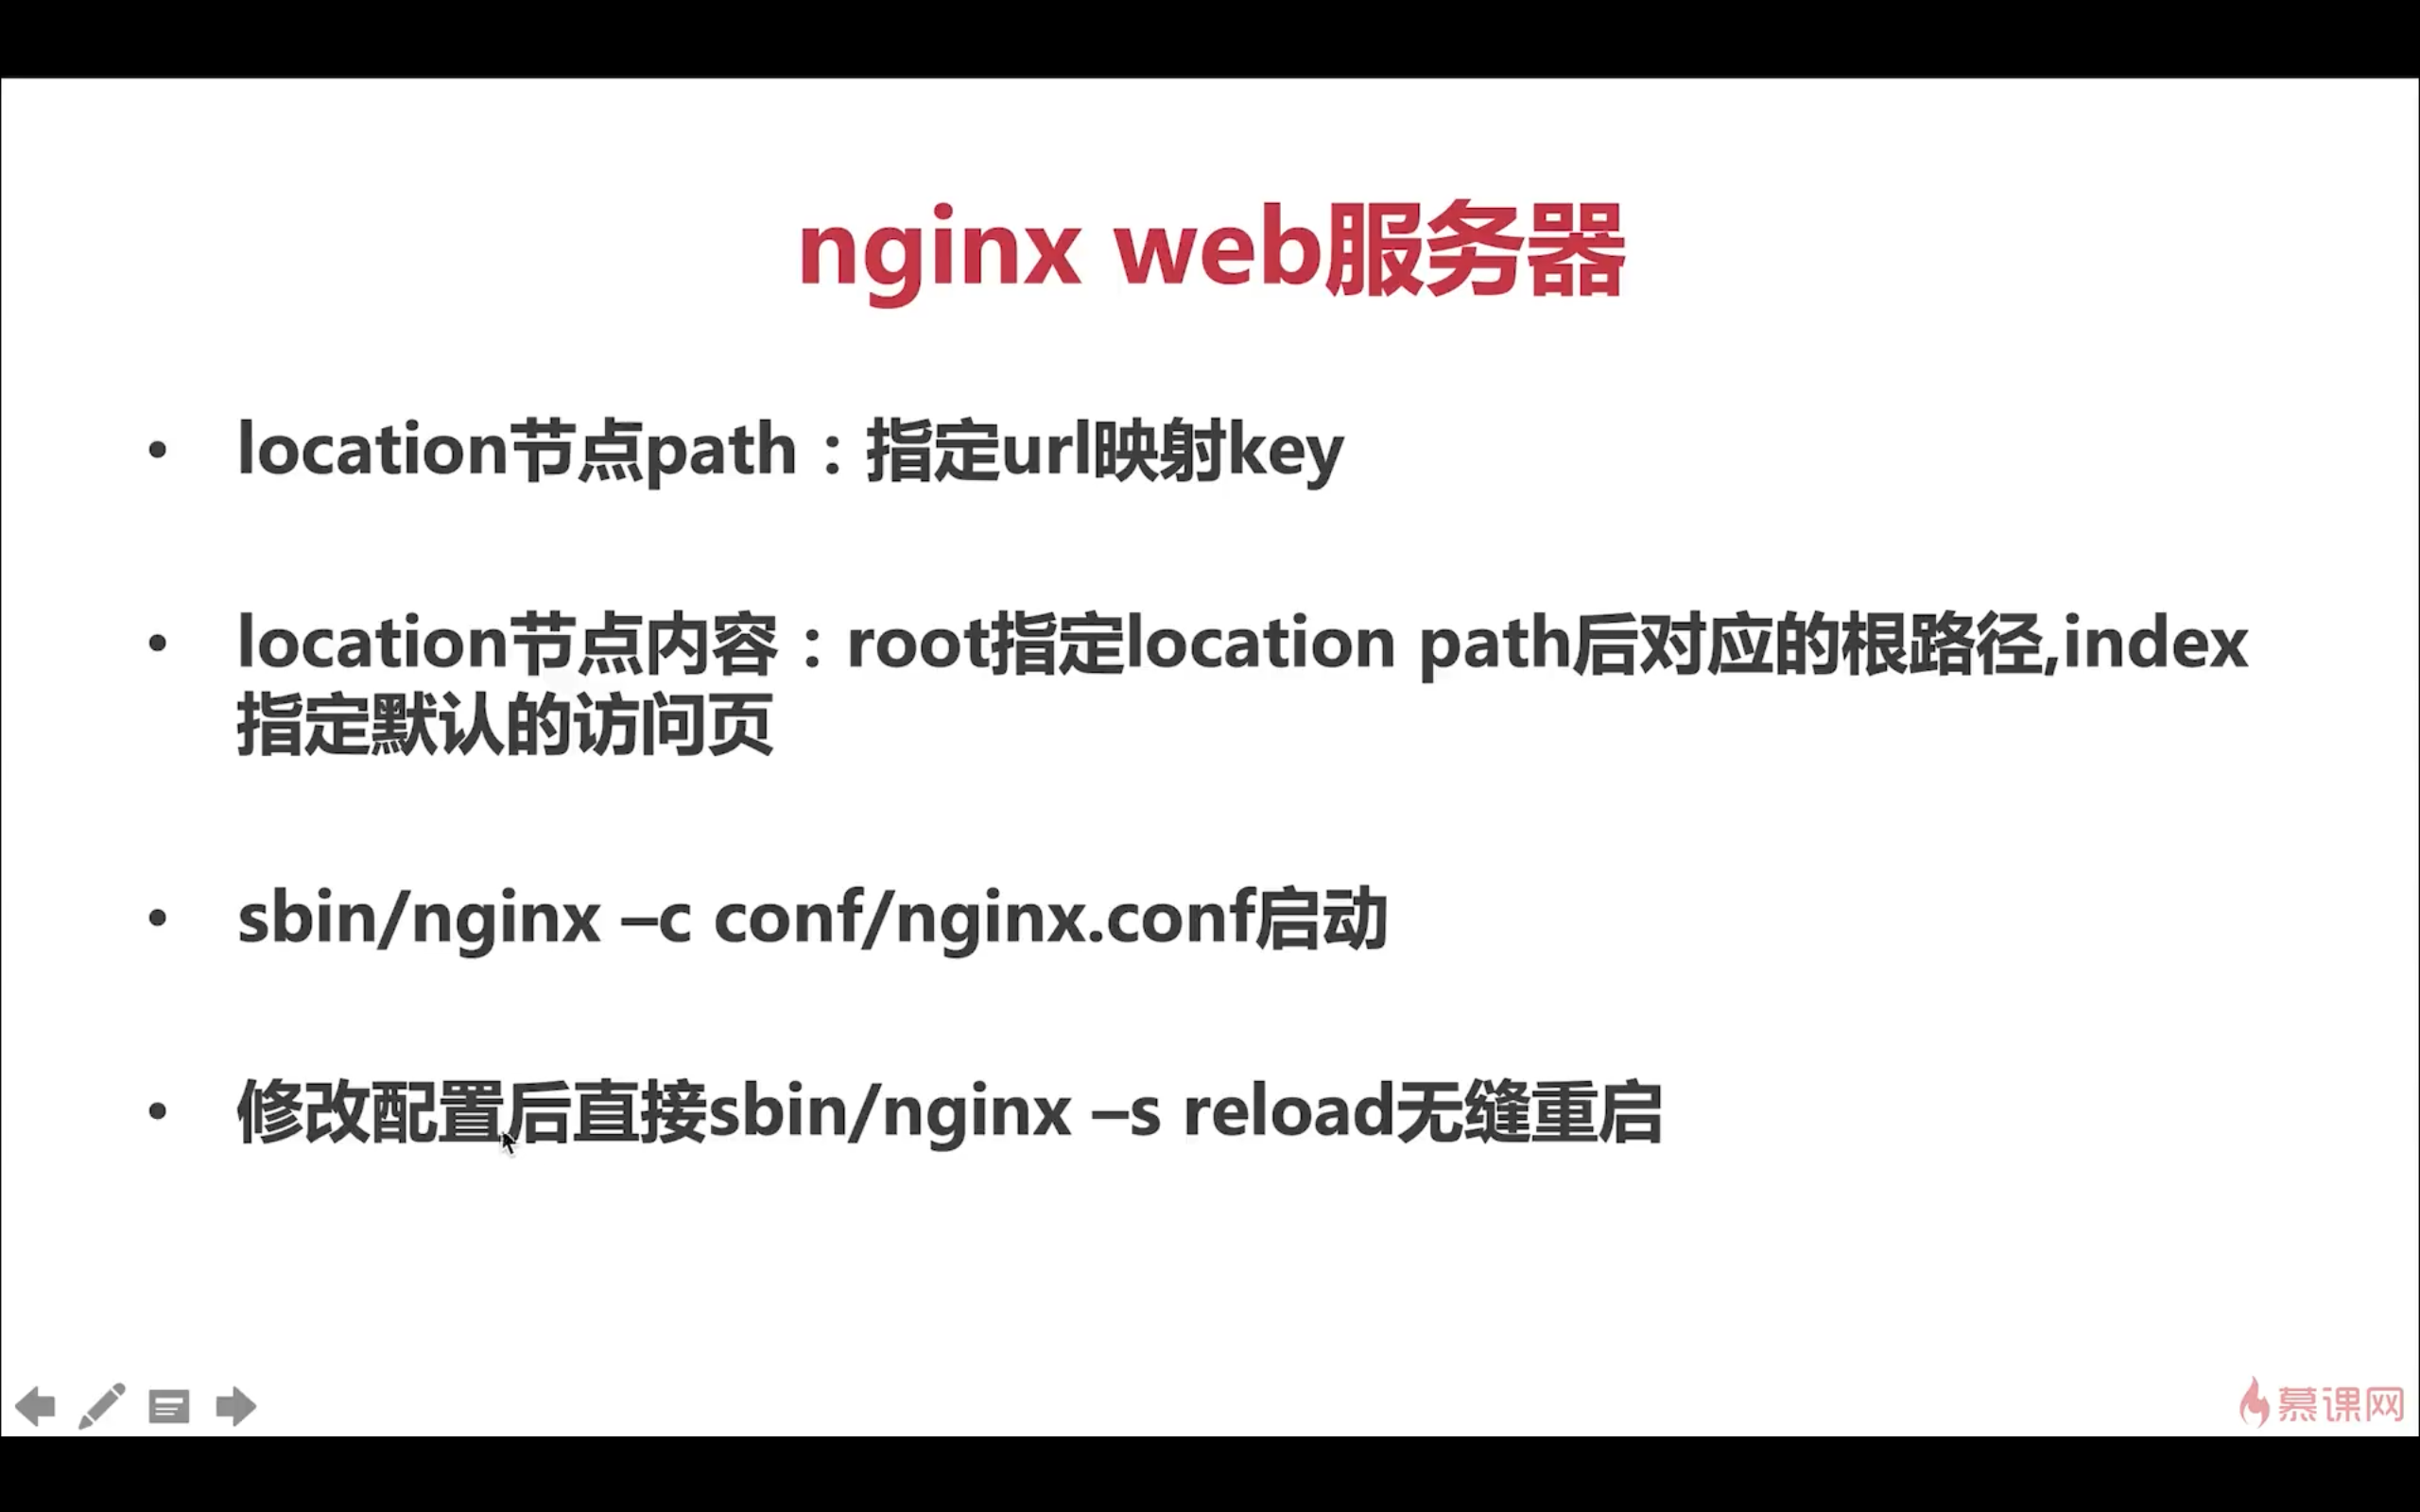 nginx web服务器
• location节点path：指定url映射key
• location节点内容：root指定location path后对应的根路径,index
指定默认的访问页
• sbin/nginx –c conf/nginx.conf启动
• 修改配置后直接sbin/nginx –s reload无缝重启
慕课网